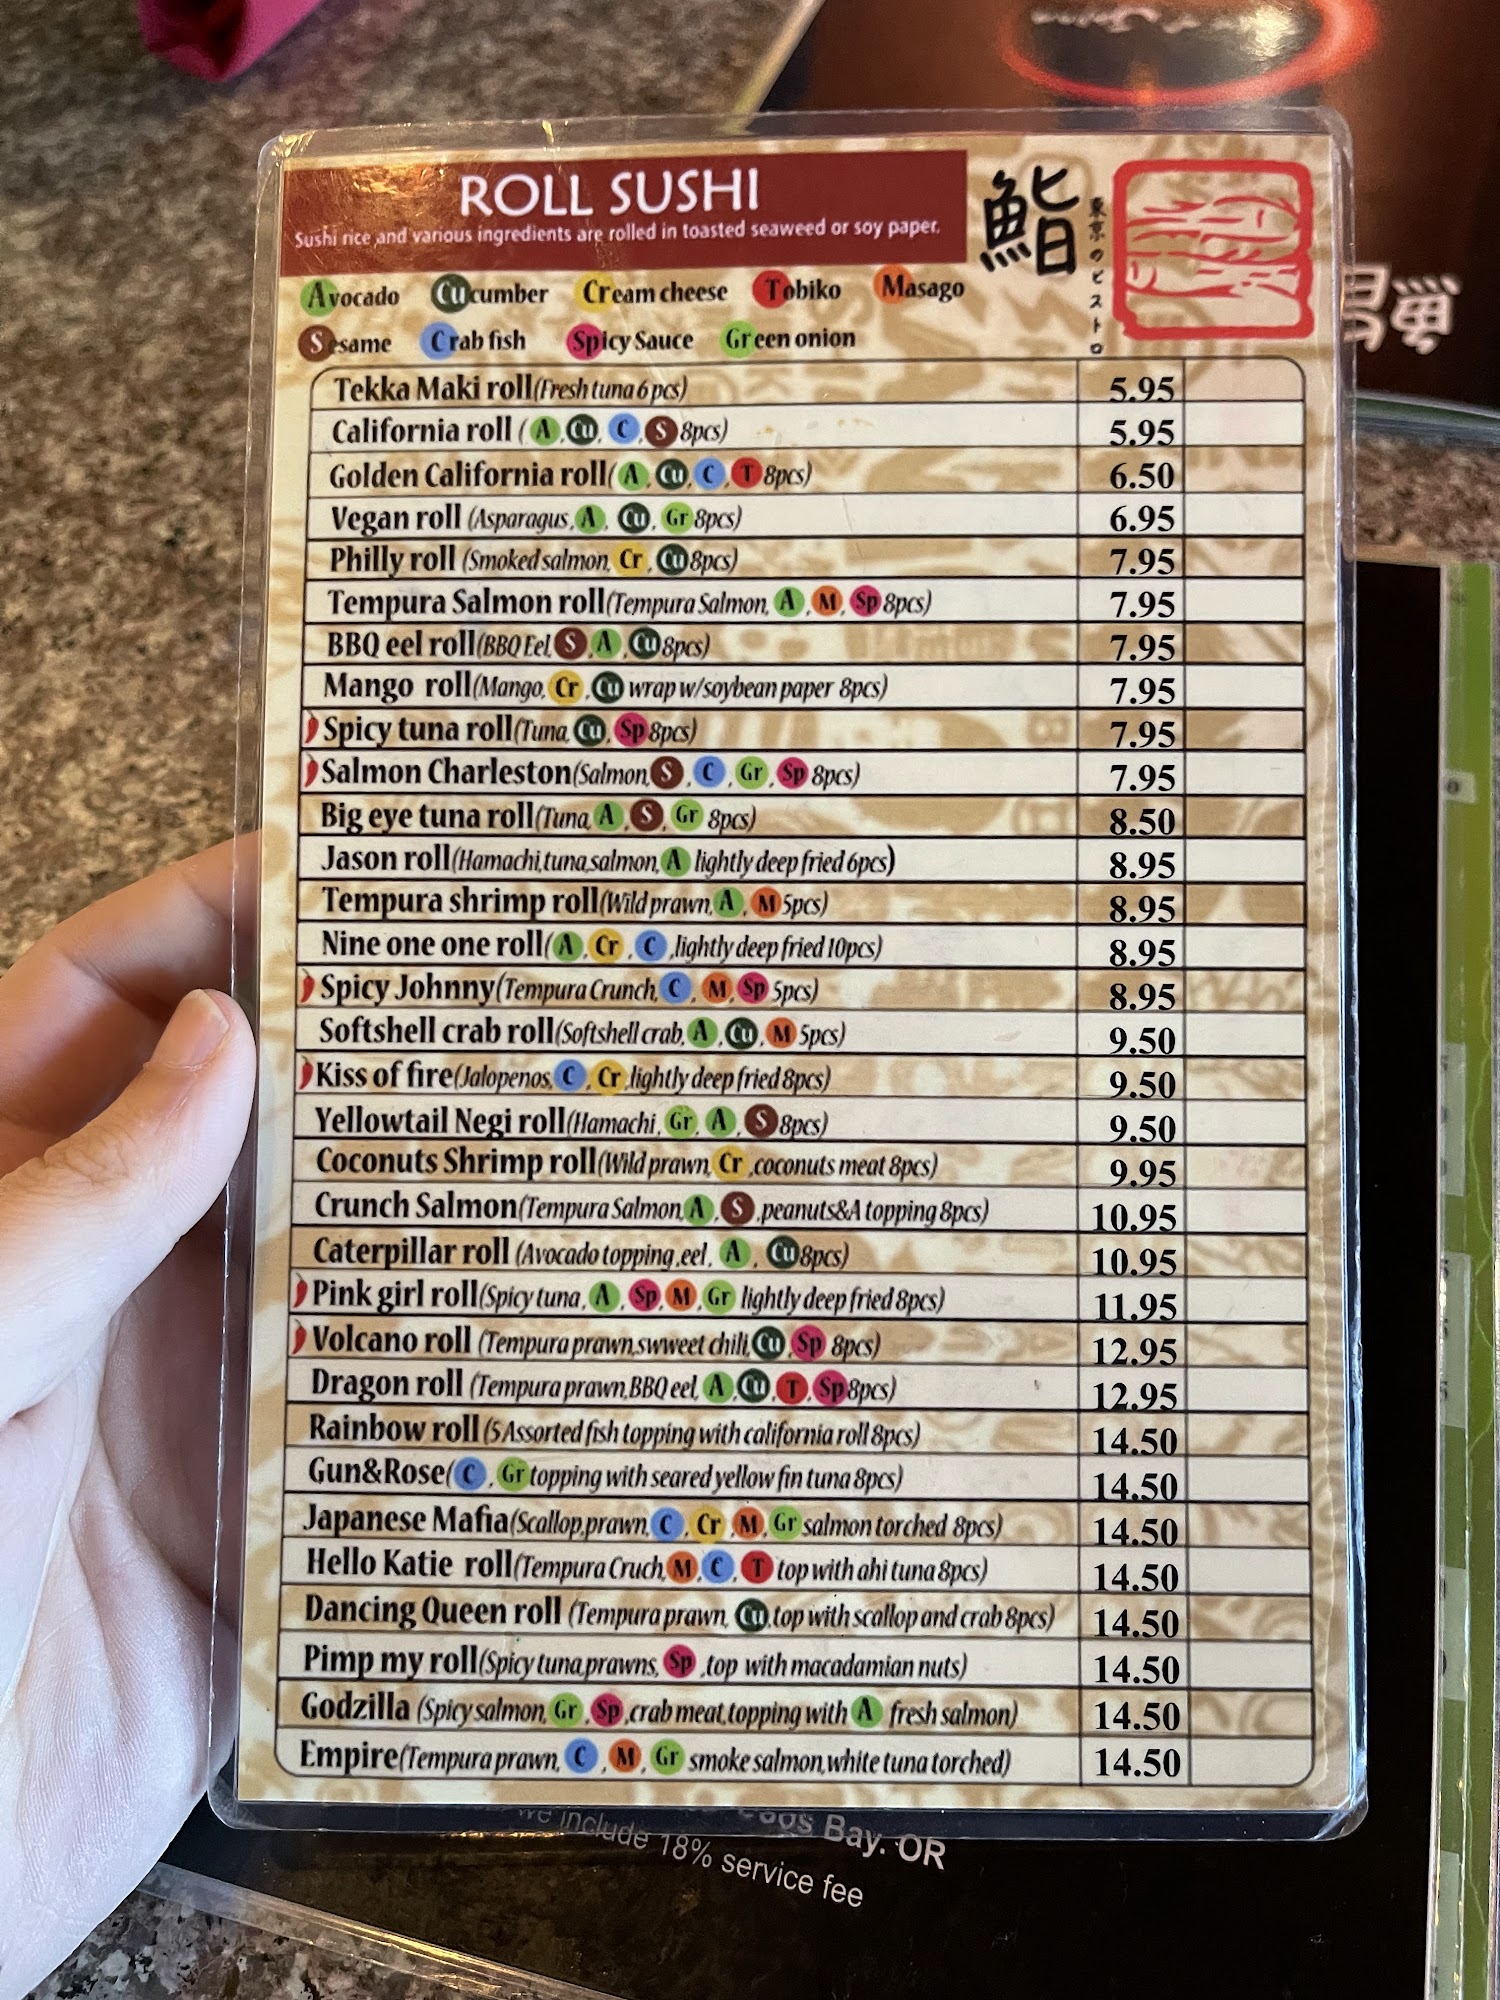 ROLL SUSHI
Sushi rice and various ingredients are rolled in toasted seaweed or soy paper.
鮨
東京のビストロ
Avocado Cucumber Cream cheese Tobiko Masago
Sesame Crab fish Spicy Sauce Green onion
Tekka Maki roll(Fresh tuna 6 pcs) 5.95
California roll ( A , Cu , C , S 8pcs) 5.95
Golden California roll( A , Cu , C , T 8pcs) 6.50
Vegan roll (Asparagus, A , Cu , Gr 8pcs) 6.95
Philly roll (Smoked salmon, Cr , Cu 8pcs) 7.95
Tempura Salmon roll(Tempura Salmon, A , M , Sp 8pcs) 7.95
BBQ eel roll(BBQ Eel, S , A , Cu 8pcs) 7.95
Mango roll(Mango, Cr , Cu wrap w/soybean paper 8pcs) 7.95
Spicy tuna roll(Tuna, Cu , Sp 8pcs) 7.95
Salmon Charleston(Salmon, S , C , Gr , Sp 8pcs) 7.95
Big eye tuna roll(Tuna, A , S , Gr 8pcs) 8.50
Jason roll(Hamachi,tuna,salmon, A lightly deep fried 6pcs) 8.95
Tempura shrimp roll(Wild prawn, A , M 5pcs) 8.95
Nine one one roll( A , Cr , C ,lightly deep fried 10pcs) 8.95
Spicy Johnny(Tempura Crunch, C , M , Sp 5pcs) 8.95
Softshell crab roll(Softshell crab, A , Cu , M 5pcs) 9.50
Kiss of fire(Jalopenos, C , Cr ,lightly deep fried 8pcs) 9.50
Yellowtail Negi roll(Hamachi , Gr , A , S 8pcs) 9.50
Coconuts Shrimp roll(Wild prawn, Cr ,coconuts meat 8pcs) 9.95
Crunch Salmon(Tempura Salmon, A , S ,peanuts&A topping 8pcs) 10.95
Caterpillar roll (Avocado topping ,eel, A , Cu 8pcs) 10.95
Pink girl roll(Spicy tuna , A , Sp , M , Gr lightly deep fried 8pcs) 11.95
Volcano roll (Tempura prawn,swweet chili, Cu , Sp 8pcs) 12.95
Dragon roll (Tempura prawn,BBQ eel, A , Cu , T , Sp 8pcs) 12.95
Rainbow roll (5 Assorted fish topping with california roll 8pcs) 14.50
Gun&Rose( C , Gr topping with seared yellow fin tuna 8pcs) 14.50
Japanese Mafia(Scallop,prawn, C , Cr , M , Gr salmon torched 8pcs) 14.50
Hello Katie roll(Tempura Cruch, M , C , T top with ahi tuna 8pcs) 14.50
Dancing Queen roll (Tempura prawn, Cu ,top with scallop and crab 8pcs) 14.50
Pimp my roll(Spicy tuna,prawns, Sp ,top with macadamian nuts) 14.50
Godzilla (Spicy salmon, Gr , Sp ,crab meat,topping with A fresh salmon) 14.50
Empire(Tempura prawn, C , M , Gr smoke salmon,white tuna torched) 14.50
Bay. OR
we include 18% service fee